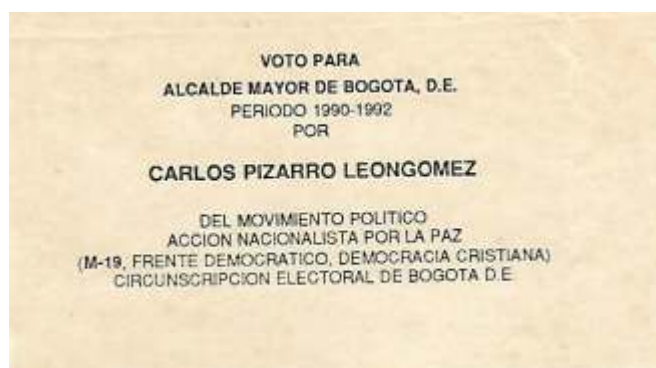 VOTO PARA
ALCALDE MAYOR DE BOGOTA, D.E.
PERIODO 1990-1992
POR
CARLOS PIZARRO LEONGOMEZ
DEL MOVIMIENTO POLITICO
ACCION NACIONALISTA POR LA PAZ
(M-19, FRENTE DEMOCRATICO, DEMOCRACIA CRISTIANA)
CIRCUNSCRIPCION ELECTORAL DE BOGOTA D.E